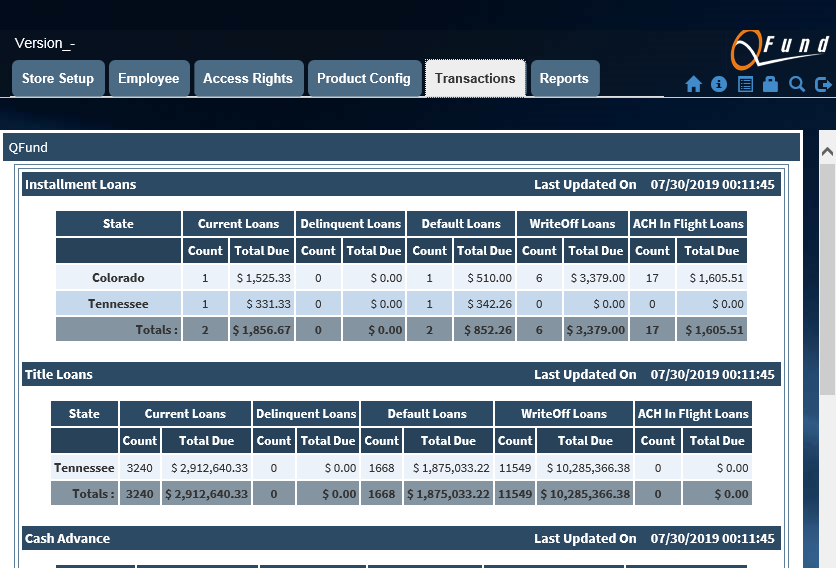 Version_-
QFund
Store Setup Employee Access Rights Product Config Transactions Reports
QFund
Installment Loans Last Updated On 07/30/2019 00:11:45
State Current Loans Delinquent Loans Default Loans WriteOff Loans ACH In Flight Loans
Count Total Due Count Total Due Count Total Due Count Total Due Count Total Due
Colorado 1 $ 1,525.33 0 $ 0.00 1 $ 510.00 6 $ 3,379.00 17 $ 1,605.51
Tennessee 1 $ 331.33 0 $ 0.00 1 $ 342.26 0 $ 0.00 0 $ 0.00
Totals : 2 $ 1,856.67 0 $ 0.00 2 $ 852.26 6 $ 3,379.00 17 $ 1,605.51
Title Loans Last Updated On 07/30/2019 00:11:45
State Current Loans Delinquent Loans Default Loans WriteOff Loans ACH In Flight Loans
Count Total Due Count Total Due Count Total Due Count Total Due Count Total Due
Tennessee 3240 $ 2,912,640.33 0 $ 0.00 1668 $ 1,875,033.22 11549 $ 10,285,366.38 0 $ 0.00
Totals : 3240 $ 2,912,640.33 0 $ 0.00 1668 $ 1,875,033.22 11549 $ 10,285,366.38 0 $ 0.00
Cash Advance Last Updated On 07/30/2019 00:11:45